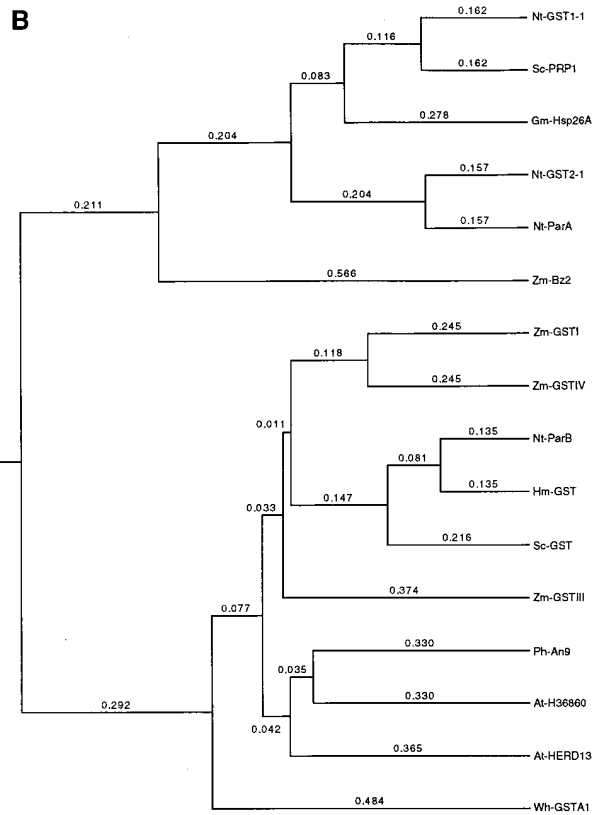 B
0.162 Nt-GST1-1
0.116
0.162 Sc-PRP1
0.083
0.278 Gm-Hsp26A
0.204
0.157 Nt-GST2-1
0.204
0.157 Nt-ParA
0.211
0.566 Zm-Bz2
0.245 Zm-GSTI
0.118
0.245 Zm-GSTIV
0.011
0.135 Nt-ParB
0.081
0.135 Hm-GST
0.147
0.033
0.216 Sc-GST
0.374 Zm-GSTIII
0.077
0.330 Ph-An9
0.035
0.330 At-H36860
0.292
0.042
0.365 At-HERD13
0.484 Wh-GSTA1